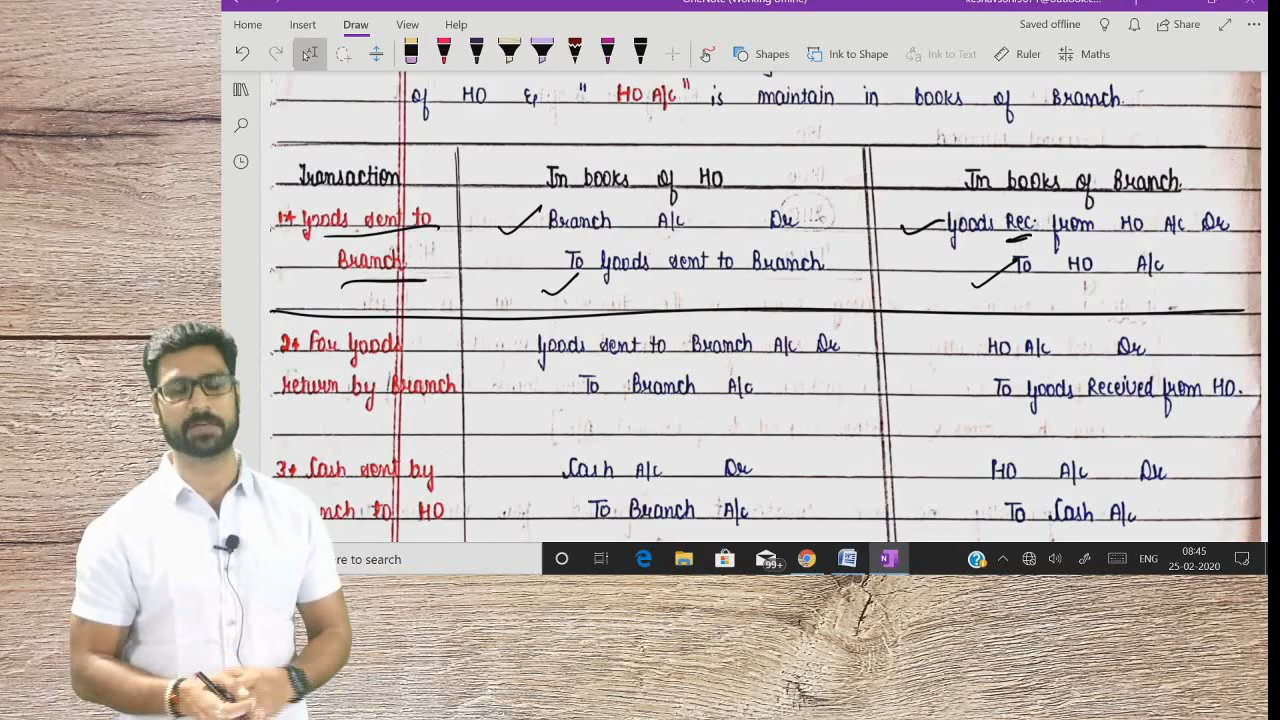 OneNote (Working offline)
Home Insert Draw View Help
Saved offline
Share
Shapes Ink to Shape Ink to Text Ruler Maths
of HO & " HO A/c" is maintain in books of Branch.
Transaction In books of HO In books of Branch.
1→ Goods sent to Branch A/c Dr Goods Rec. from HO A/c Dr
Branch To Goods sent to Branch To HO A/c
2→ For Goods Goods sent to Branch A/c Dr HO A/c Dr
return by Branch To Branch A/c To Goods Received from HO.
3→ Cash sent by Cash A/c Dr HO A/c Dr
nch to HO To Branch A/c To Cash A/c
ere to search
99+
ENG
08:45
25-02-2020